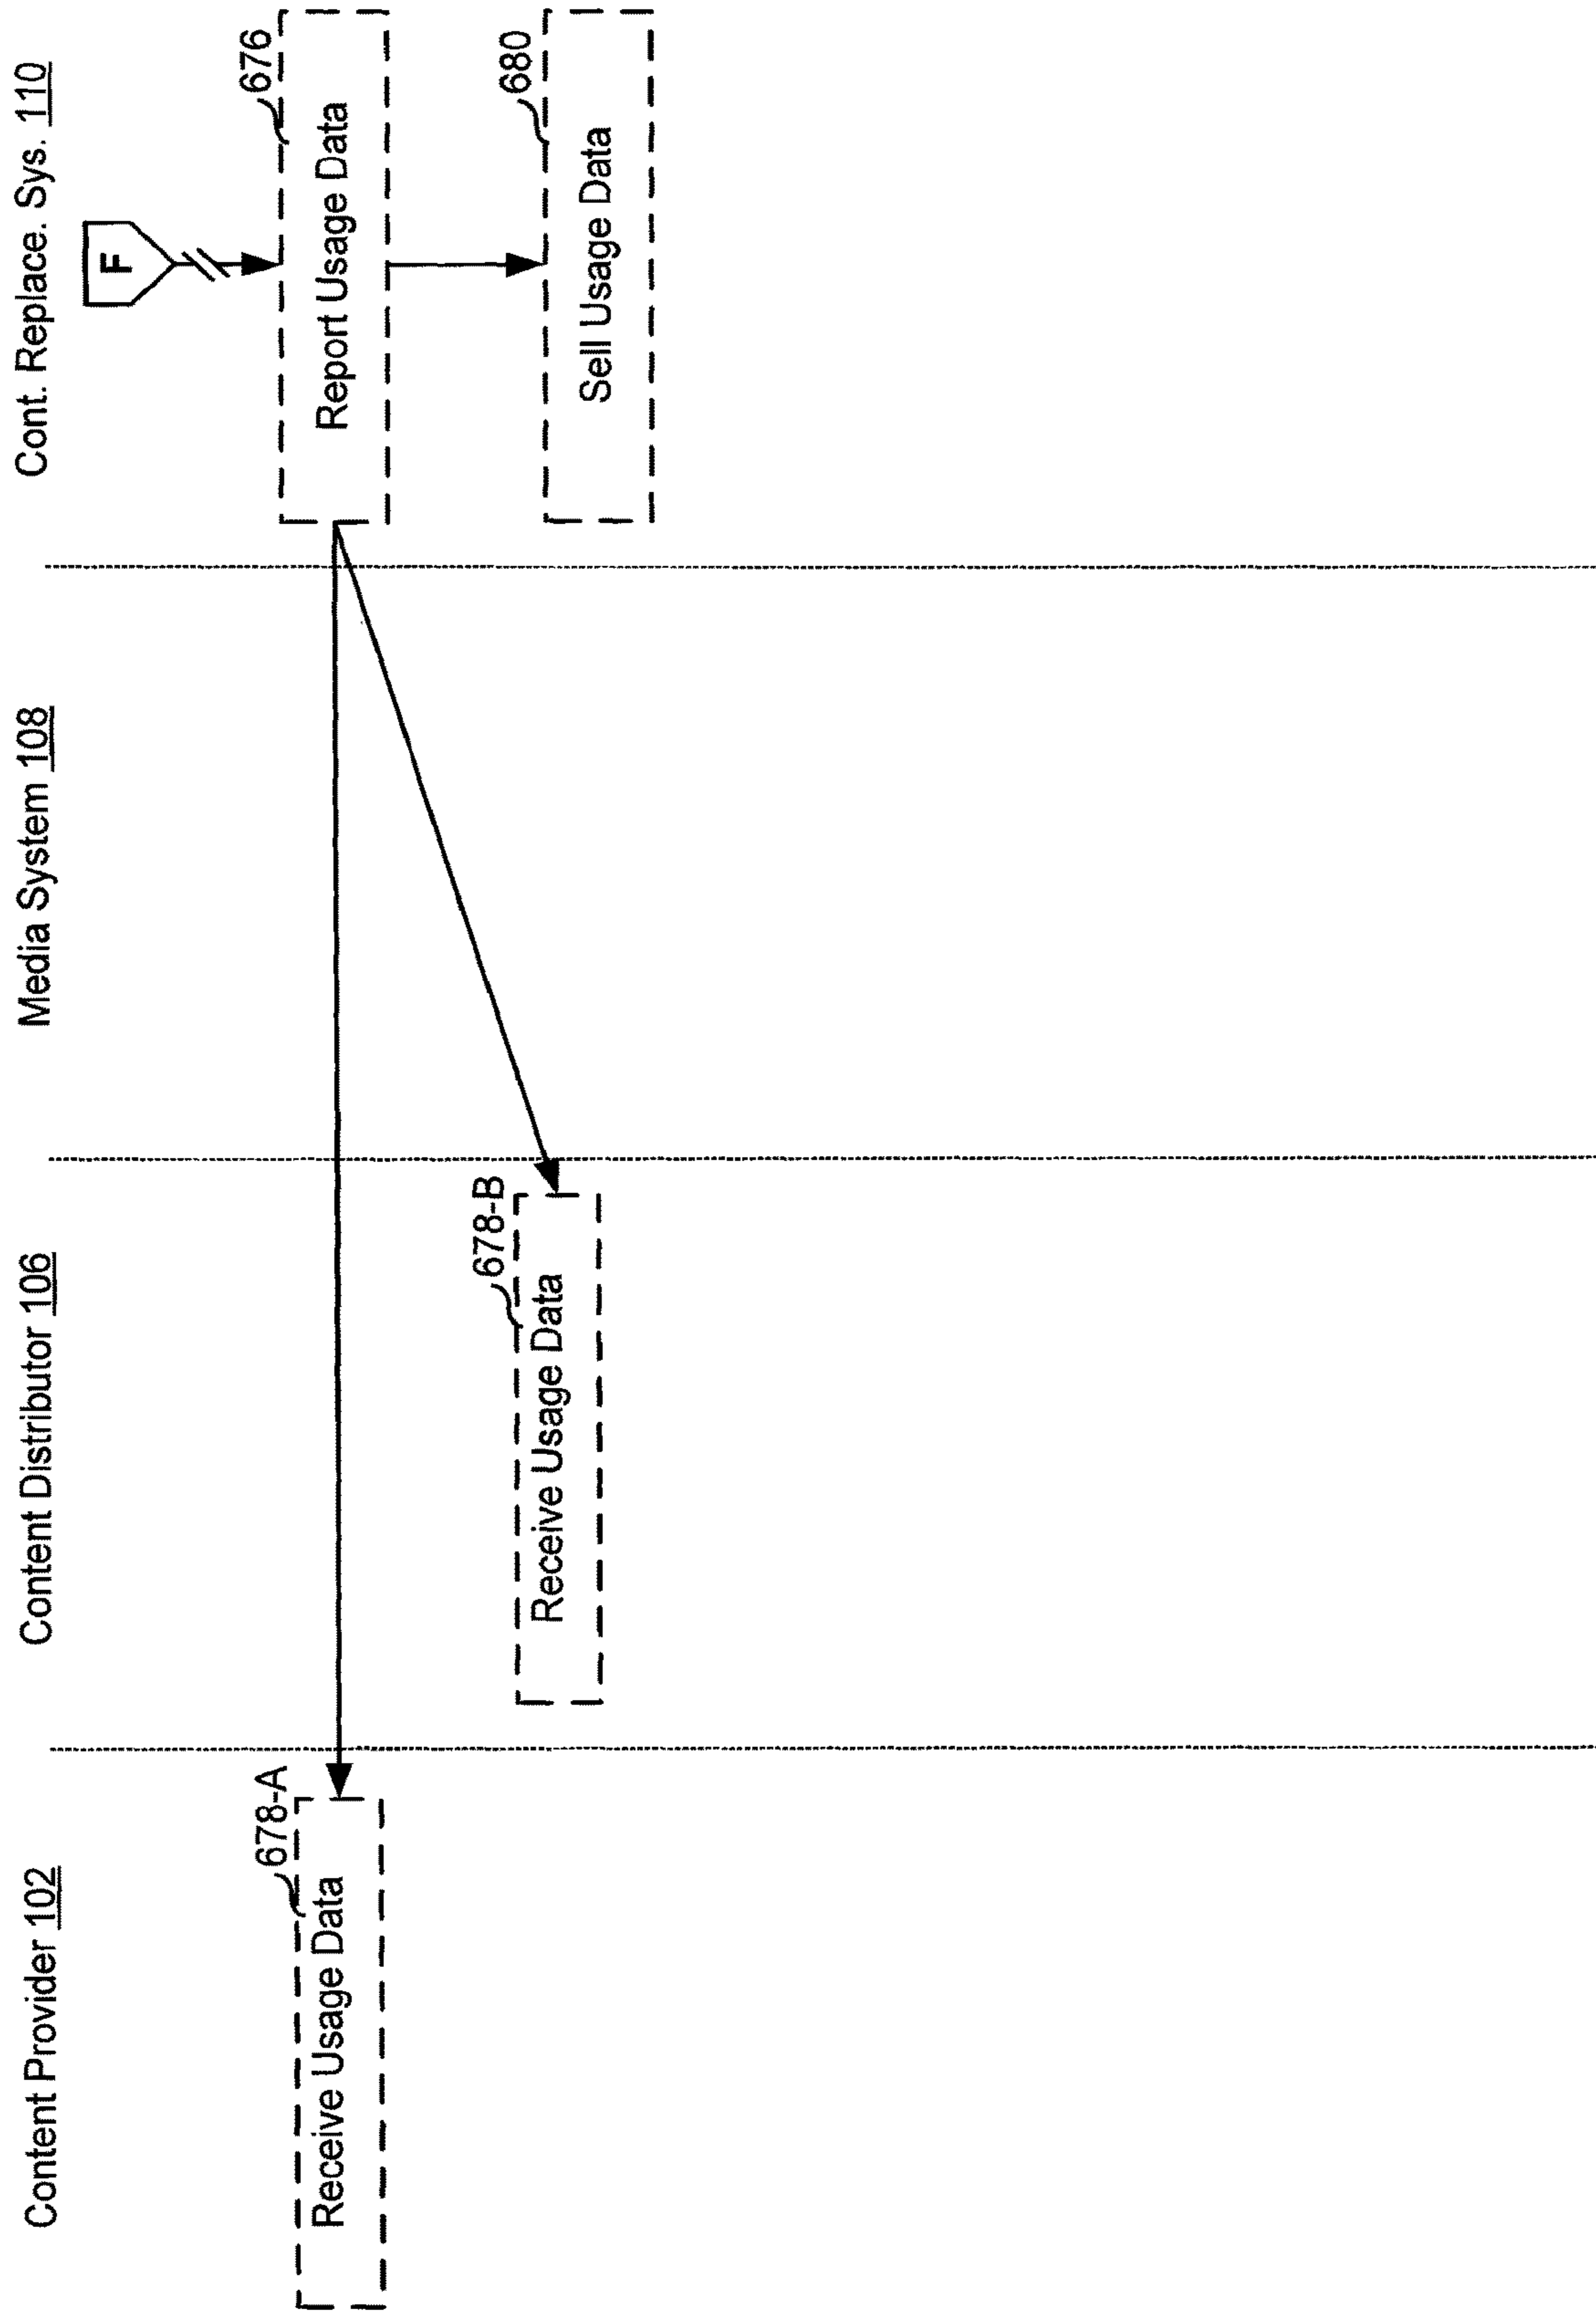 Content Provider 102
Content Distributor 106
Media System 108
Cont. Replace. Sys. 110
F
676
Report Usage Data
678-A
Receive Usage Data
678-B
Receive Usage Data
680
Sell Usage Data